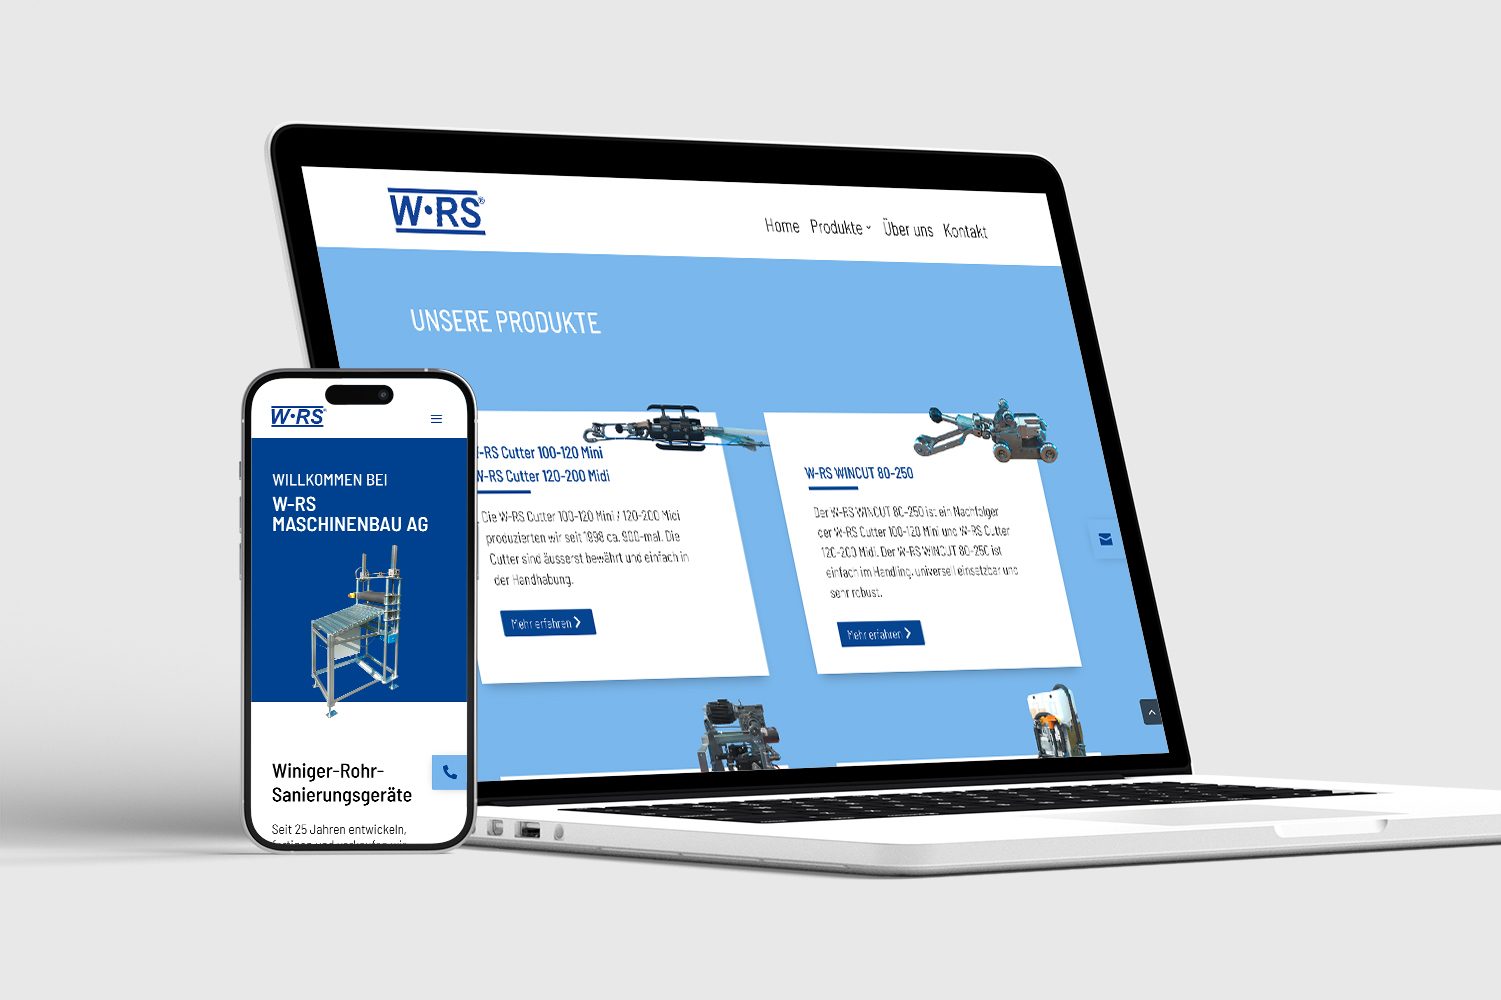 W·RS®
Home Produkte Über uns Kontakt
UNSERE PRODUKTE
W-RS Cutter 100-120 Mini
W-RS Cutter 120-200 Midi
Die W-RS Cutter 100-120 Mini / 120-200 Midi
produzierten wir seit 1998 ca. 900-mal. Die
Cutter sind äusserst bewährt und einfach in
der Handhabung.
Mehr erfahren
W-RS WINCUT 80-250
Der W-RS WINCUT 80-250 ist ein Nachfolger
der W-RS Cutter 100-120 Mini und W-RS Cutter
120-200 Midi. Der W-RS WINCUT 80-250 ist
einfach im Handling, universell einsetzbar und
sehr robust.
Mehr erfahren
W·RS®
WILLKOMMEN BEI
W-RS
MASCHINENBAU AG
Winiger-Rohr-
Sanierungsgeräte
Seit 25 Jahren entwickeln,